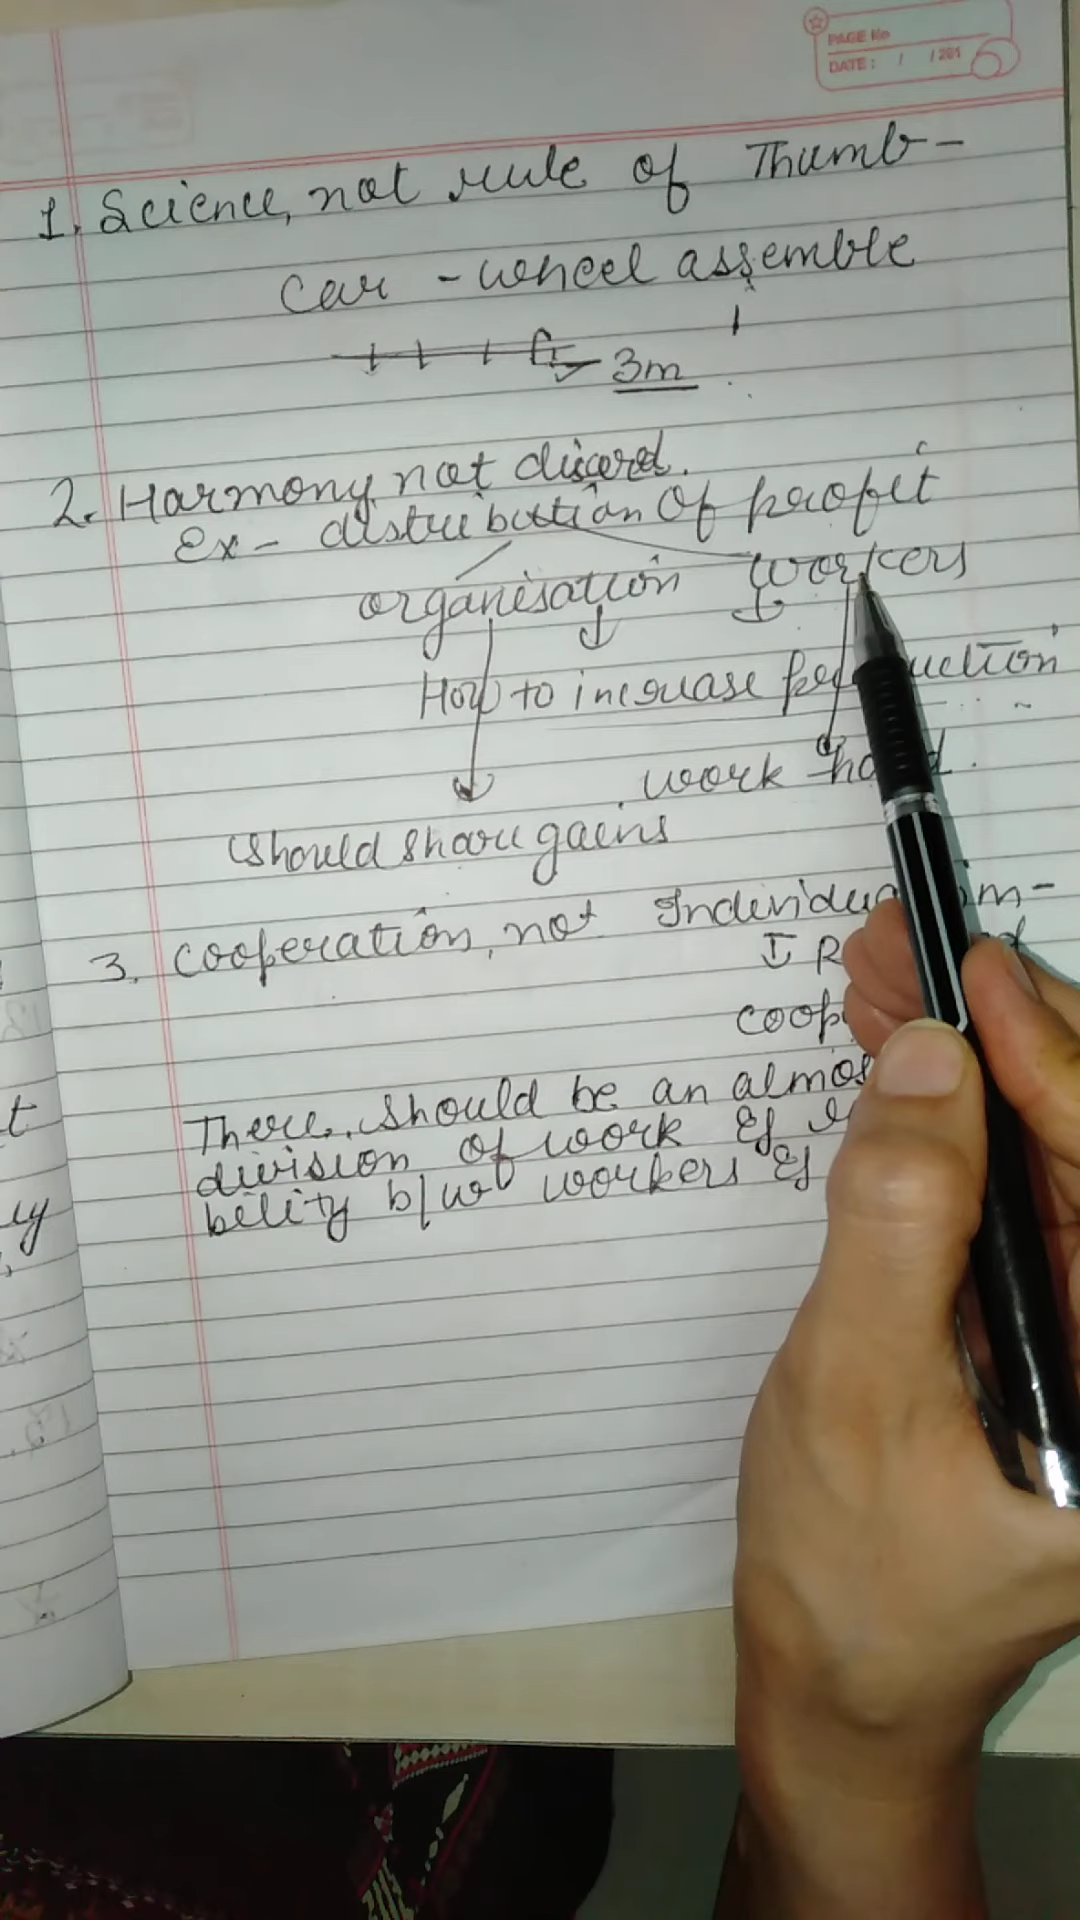 PAGE No
DATE: / /201
1. Science, not rule of Thumb-
Car - wheel assemble
3m
2. Harmony, not discord.
Ex- distribution of profit
organisation workers
How to increase
work
should share gains
3. Cooperation, not
There should be an
division of work &
bility b/w workers &